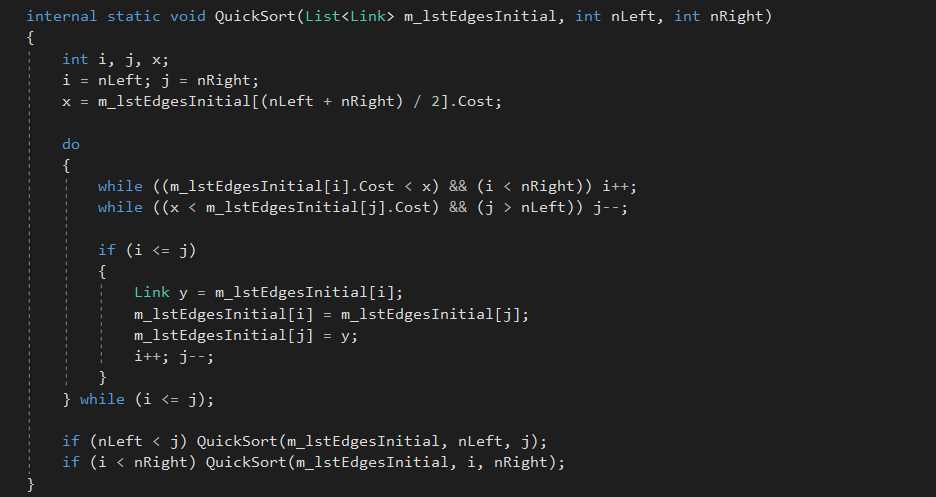 internal static void QuickSort(List<Link> m_lstEdgesInitial, int nLeft, int nRight)
{
int i, j, x;
i = nLeft; j = nRight;
x = m_lstEdgesInitial[(nLeft + nRight) / 2].Cost;
do
{
while ((m_lstEdgesInitial[i].Cost < x) && (i < nRight)) i++;
while ((x < m_lstEdgesInitial[j].Cost) && (j > nLeft)) j--;
if (i <= j)
{
Link y = m_lstEdgesInitial[i];
m_lstEdgesInitial[i] = m_lstEdgesInitial[j];
m_lstEdgesInitial[j] = y;
i++; j--;
}
} while (i <= j);
if (nLeft < j) QuickSort(m_lstEdgesInitial, nLeft, j);
if (i < nRight) QuickSort(m_lstEdgesInitial, i, nRight);
}